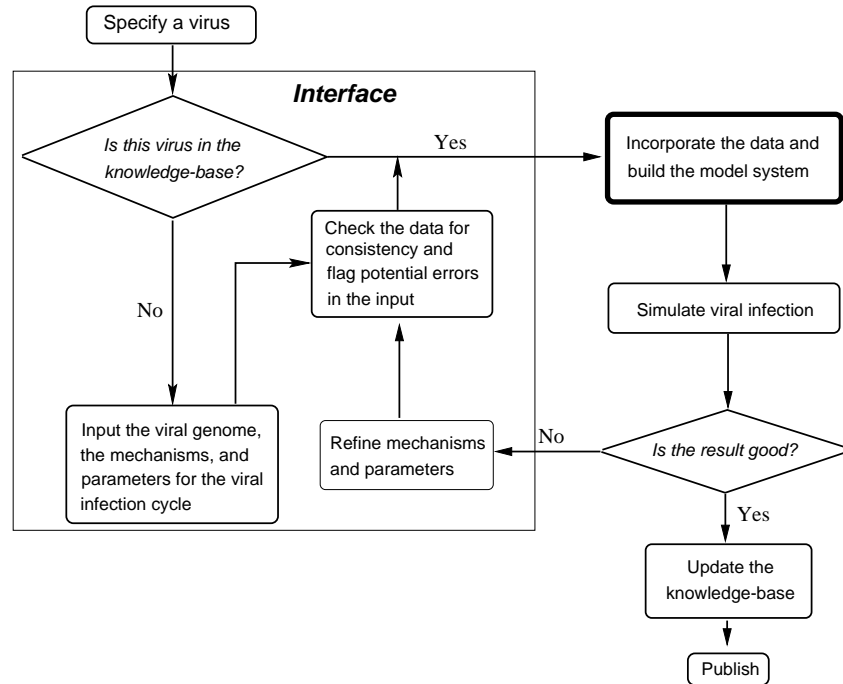 Specify a virus
Interface
Is this virus in the
knowledge-base?
Yes
Incorporate the data and
build the model system
Check the data for
consistency and
flag potential errors
in the input
No
Simulate viral infection
Input the viral genome,
the mechanisms, and
parameters for the viral
infection cycle
Refine mechanisms
and parameters
No
Is the result good?
Yes
Update the
knowledge-base
Publish